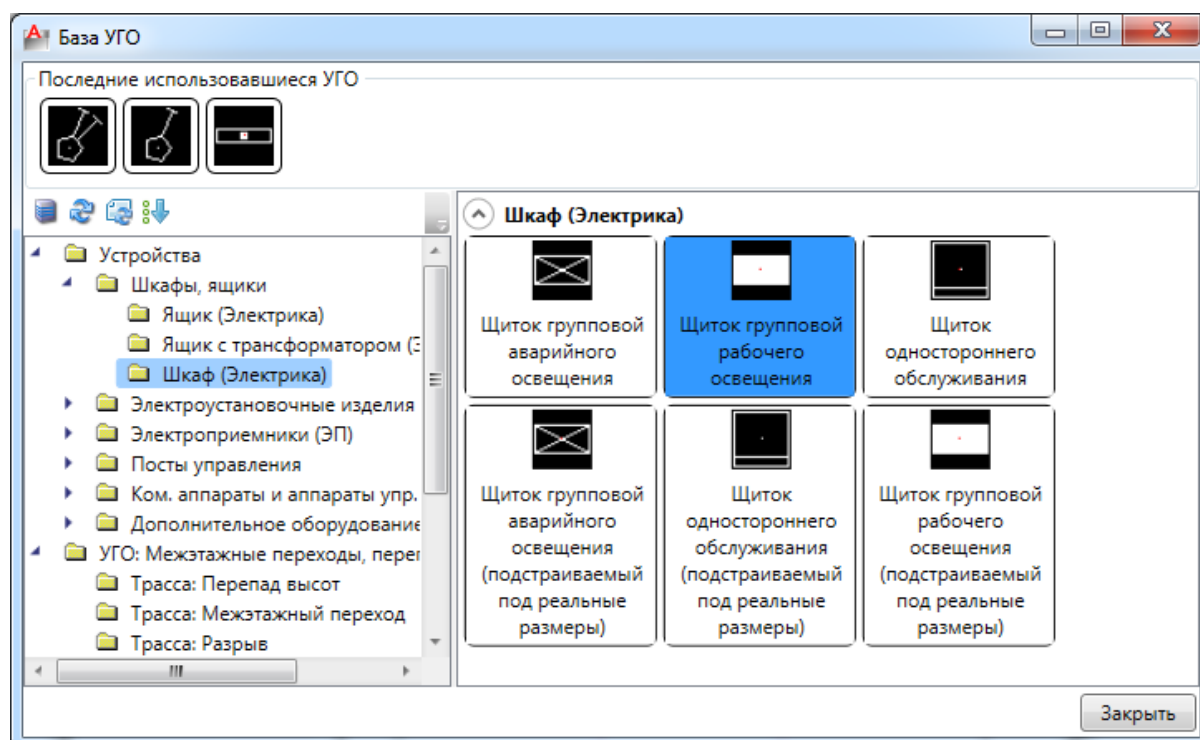 База УГО
Последние использовавшиеся УГО
Устройства
Шкафы, ящики
Ящик (Электрика)
Ящик с трансформатором (Э
Шкаф (Электрика)
Электроустановочные изделия
Электроприемники (ЭП)
Посты управления
Ком. аппараты и аппараты упр.
Дополнительное оборудование
УГО: Межэтажные переходы, переп
Трасса: Перепад высот
Трасса: Межэтажный переход
Трасса: Разрыв
Шкаф (Электрика)
Щиток групповой
аварийного
освещения
Щиток групповой
рабочего
освещения
Щиток
одностороннего
обслуживания
Щиток групповой
аварийного
освещения
(подстраиваемый
под реальные
размеры)
Щиток
одностороннего
обслуживания
(подстраиваемый
под реальные
размеры)
Щиток групповой
рабочего
освещения
(подстраиваемый
под реальные
размеры)
Закрыть